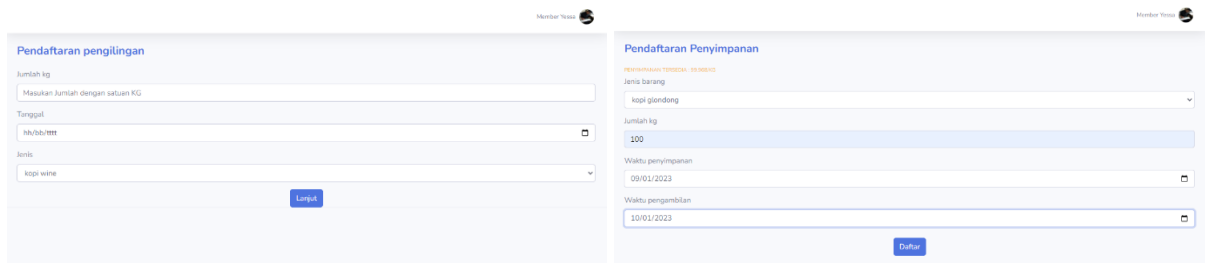 Member Yessa
Pendaftaran pengilingan
Jumlah kg
Masukan Jumlah dengan satuan KG
Tanggal
hh/bb/tttt
Jenis
kopi wine
Lanjut
Member Yessa
Pendaftaran Penyimpanan
PENYIMPANAN TERSEDIA :
Jenis barang
kopi glondong
Jumlah kg
100
Waktu penyimpanan
09/01/2023
Waktu pengambilan
10/01/2023
Daftar